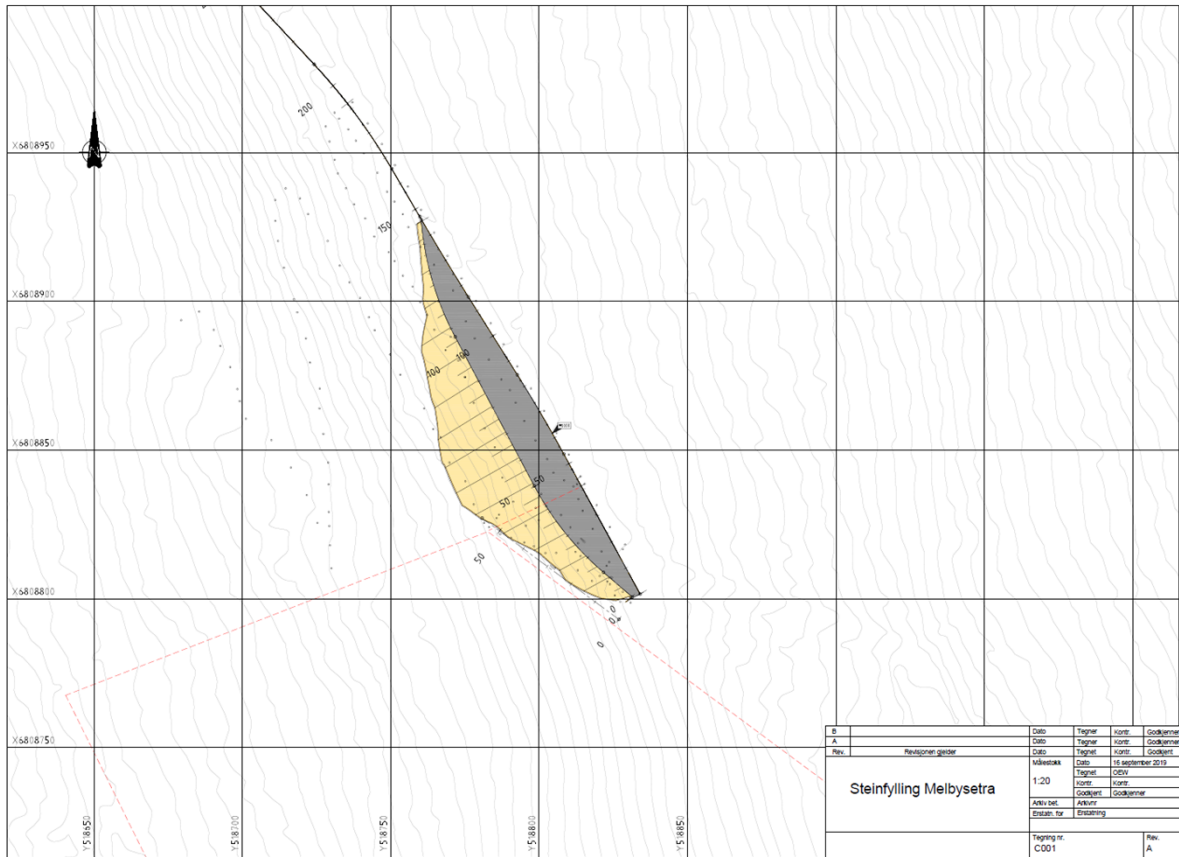 200
X6808950
150
X6808900
100
100
X6808850
50
50
50
X6808800
0
0
X6808750
Y518650
Y518700
Y518750
Y518800
Y518850
B Dato Tegner Kontr. Godkjenner
A Dato Tegner Kontr. Godkjenner
Rev. Revisjonen gjelder Dato Tegnet Kontr. Godkjent
Målestokk Dato 16 september 2019
1:20 Tegnet OEW
Kontr. Kontr.
Godkjent Godkjenner
Steinfylling Melbysetra
Arkiv bet. Arkivnr
Erstatn. for Erstatning
Tegning nr. Rev.
C001 A